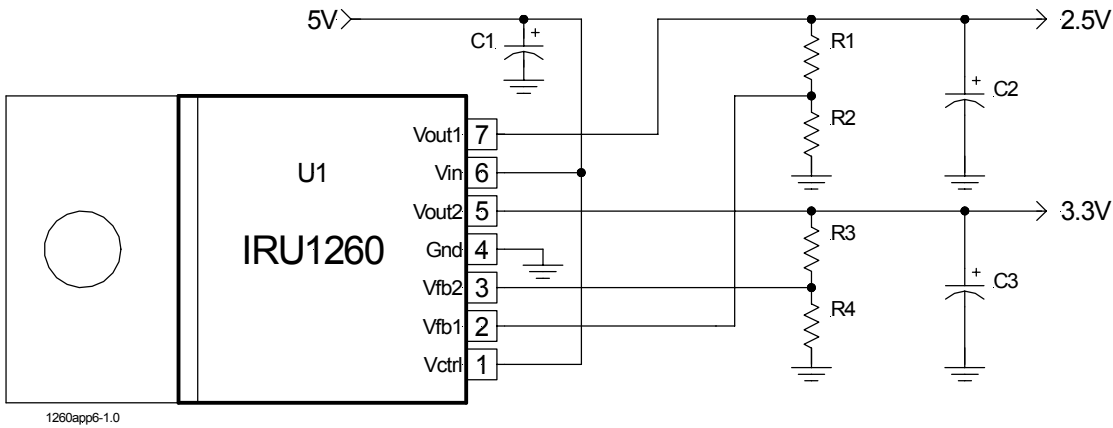 5V
C1
+
R1
2.5V
+
C2
R2
Vout1 7
U1
Vin 6
Vout2 5
3.3V
R3
IRU1260
Gnd 4
+
C3
Vfb2 3
R4
Vfb1 2
Vctrl 1
1260app6-1.0